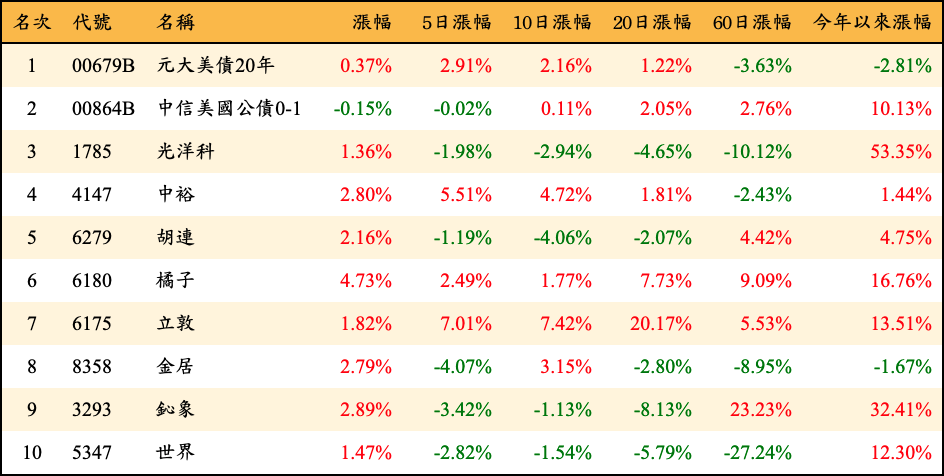 名次 代號 名稱 漲幅 5日漲幅 10日漲幅 20日漲幅 60日漲幅 今年以來漲幅
1 00679B 元大美債20年 0.37% 2.91% 2.16% 1.22% -3.63% -2.81%
2 00864B 中信美國公債0-1 -0.15% -0.02% 0.11% 2.05% 2.76% 10.13%
3 1785 光洋科 1.36% -1.98% -2.94% -4.65% -10.12% 53.35%
4 4147 中裕 2.80% 5.51% 4.72% 1.81% -2.43% 1.44%
5 6279 胡連 2.16% -1.19% -4.06% -2.07% 4.42% 4.75%
6 6180 橘子 4.73% 2.49% 1.77% 7.73% 9.09% 16.76%
7 6175 立敦 1.82% 7.01% 7.42% 20.17% 5.53% 13.51%
8 8358 金居 2.79% -4.07% 3.15% -2.80% -8.95% -1.67%
9 3293 鈊象 2.89% -3.42% -1.13% -8.13% 23.23% 32.41%
10 5347 世界 1.47% -2.82% -1.54% -5.79% -27.24% 12.30%